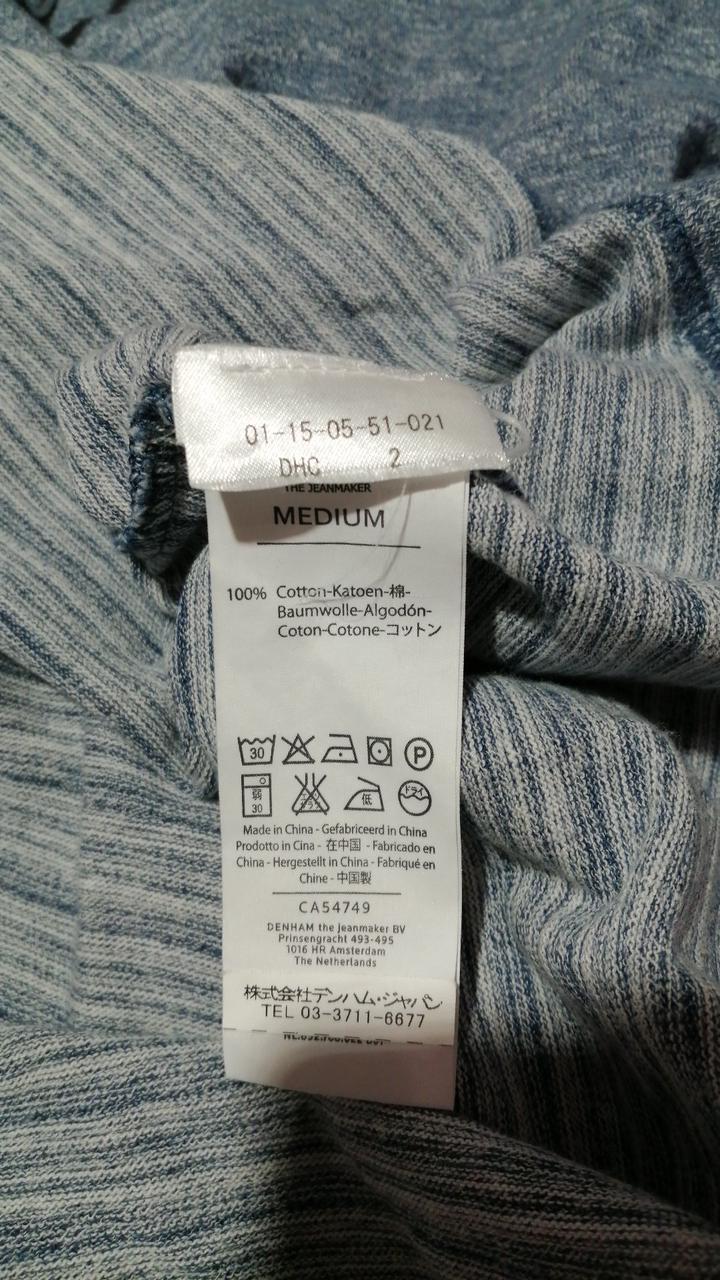 01-15-05-51-021
DHC 2
THE JEANMAKER
MEDIUM
100% Cotton-Katoen-棉-
Baumwolle-Algodón-
Coton-Cotone-コットン
30 P
弱 30 低 ドライ
Made in China - Gefabriceerd in China
Prodotto in Cina - 在中国 - Fabricado en
China - Hergestellt in China - Fabriqué en
Chine - 中国製
CA54749
DENHAM the Jeanmaker BV
Prinsengracht 493-495
1016 HR Amsterdam
The Netherlands
株式会社デンハム・ジャパン
TEL 03-3711-6677